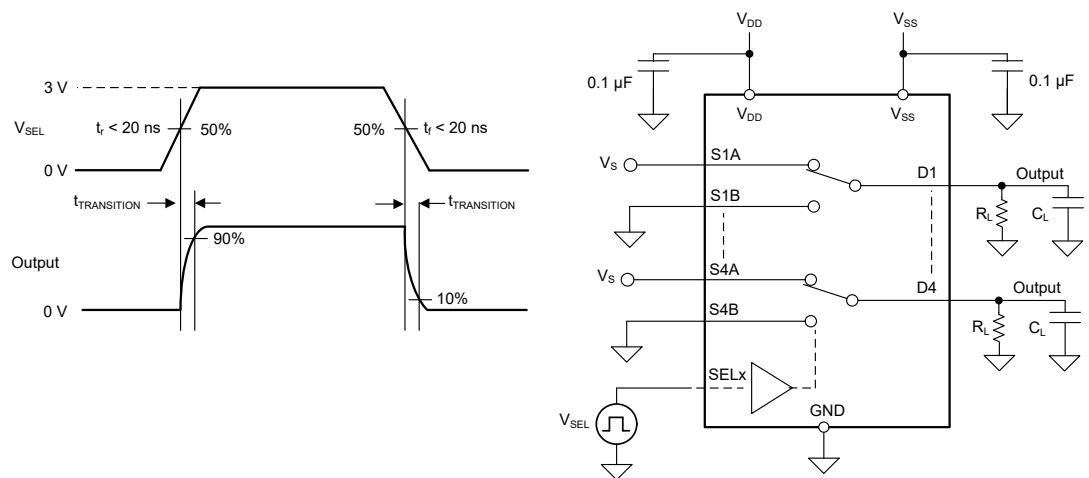 3 V
V_SEL
0 V
t_r < 20 ns
50%
50%
t_f < 20 ns
t_TRANSITION
t_TRANSITION
90%
Output
10%
0 V
V_DD
V_SS
0.1 µF
0.1 µF
V_DD
V_SS
V_S
S1A
D1
Output
S1B
R_L
C_L
V_S
S4A
D4
Output
S4B
R_L
C_L
SELx
V_SEL
GND